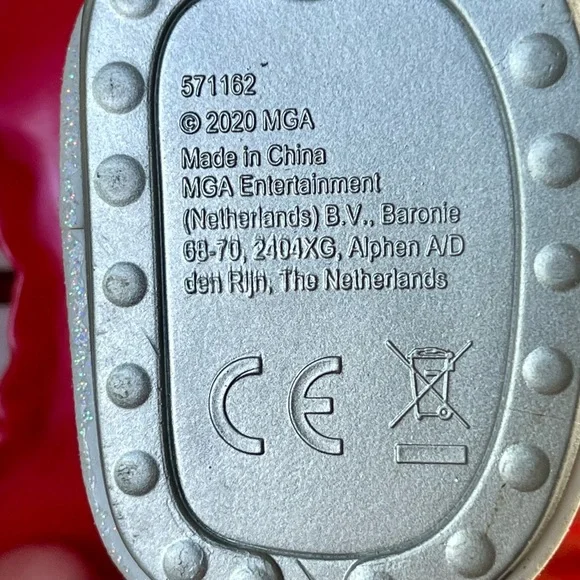 571162
© 2020 MGA
Made in China
MGA Entertainment
(Netherlands) B.V., Baronie
68-70, 2404XG, Alphen A/D
den Rijn, The Netherlands
CE